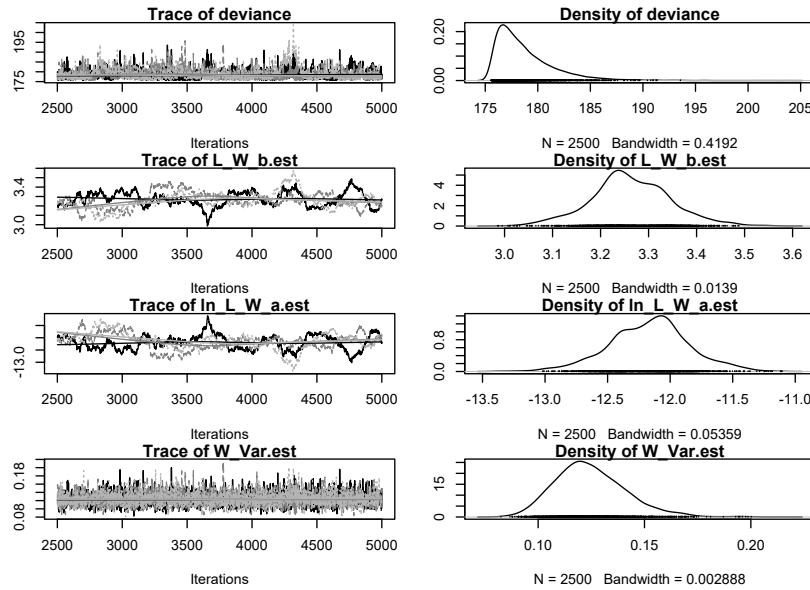 Trace of deviance
175 195
2500 3000 3500 4000 4500 5000
Iterations
Density of deviance
0.00 0.20
175 180 185 190 195 200 205
N = 2500 Bandwidth = 0.4192
Trace of L_W_b.est
3.0 3.4
2500 3000 3500 4000 4500 5000
Iterations
Density of L_W_b.est
0 2 4
3.0 3.1 3.2 3.3 3.4 3.5 3.6
N = 2500 Bandwidth = 0.0139
Trace of ln_L_W_a.est
-13.0
2500 3000 3500 4000 4500 5000
Iterations
Density of ln_L_W_a.est
0.0 0.8
-13.5 -13.0 -12.5 -12.0 -11.5 -11.0
N = 2500 Bandwidth = 0.05359
Trace of W_Var.est
0.08 0.18
2500 3000 3500 4000 4500 5000
Iterations
Density of W_Var.est
0 15
0.10 0.15 0.20
N = 2500 Bandwidth = 0.002888